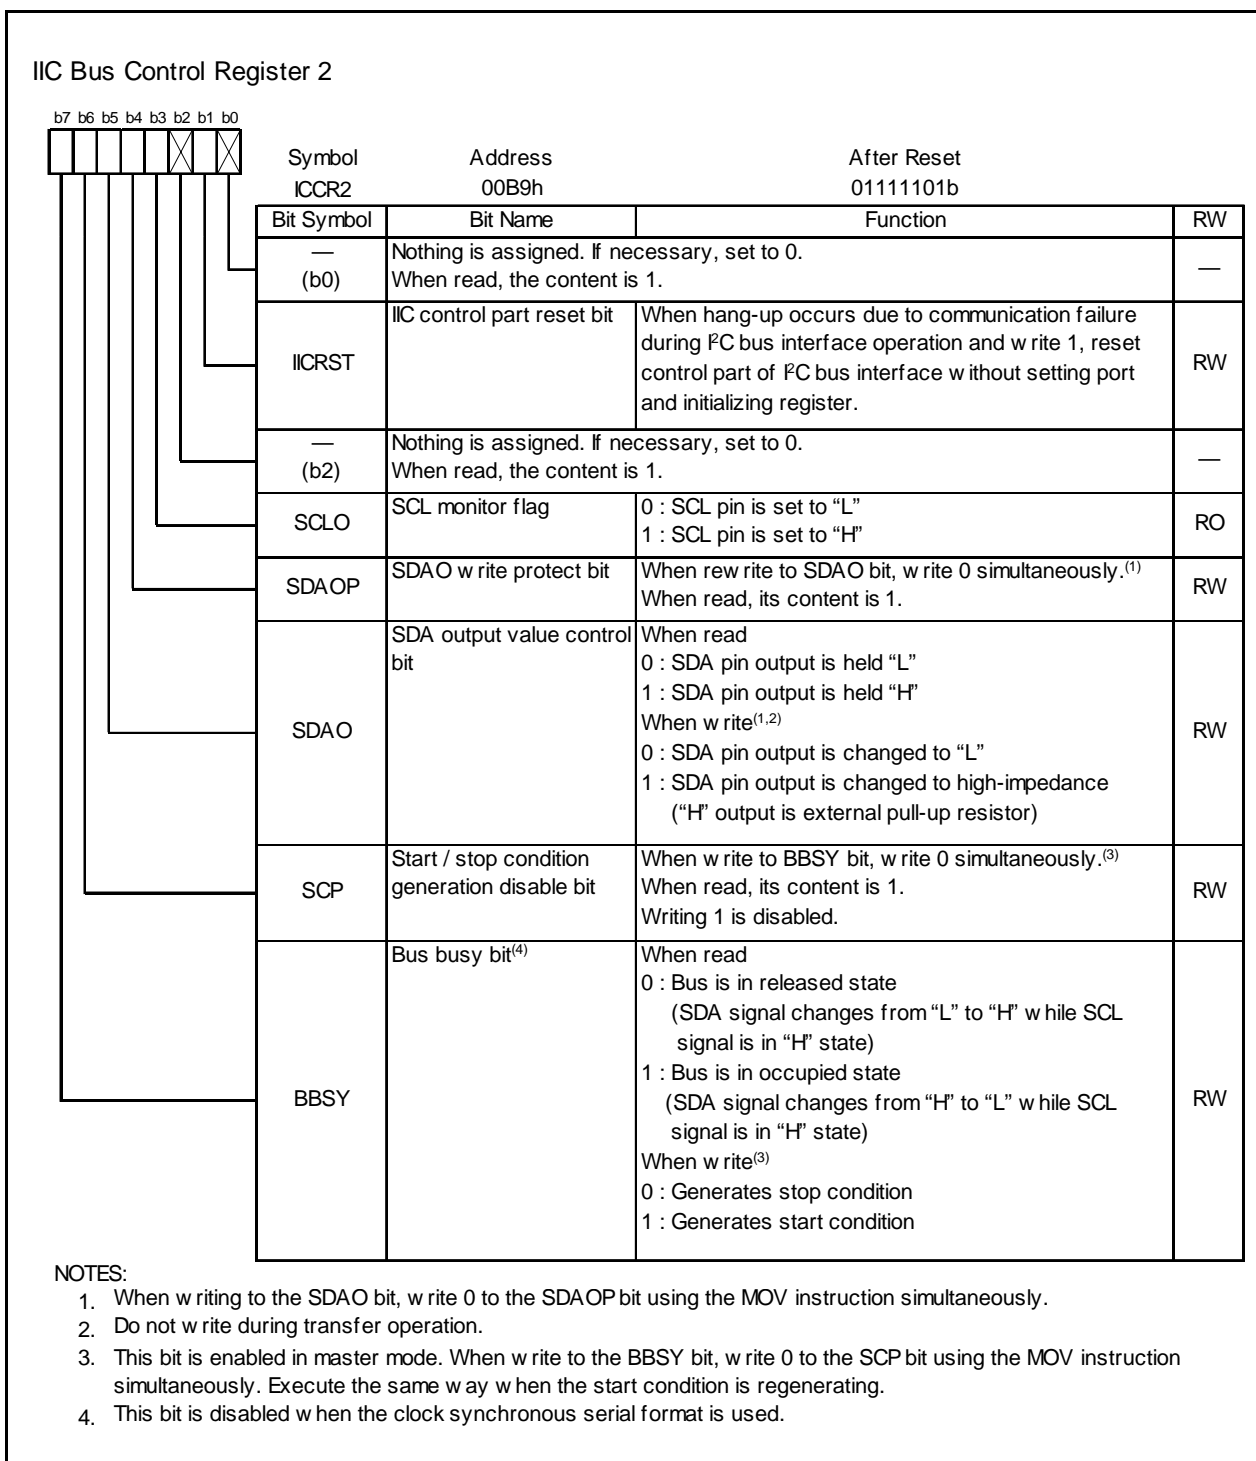 IIC Bus Control Register 2
b7 b6 b5 b4 b3 b2 b1 b0
Symbol Address After Reset
ICCR2 00B9h 01111101b
Bit Symbol Bit Name Function RW
— (b0) Nothing is assigned. If necessary, set to 0.
When read, the content is 1. —
IICRST IIC control part reset bit When hang-up occurs due to communication failure
during I²C bus interface operation and write 1, reset
control part of I²C bus interface without setting port
and initializing register. RW
— (b2) Nothing is assigned. If necessary, set to 0.
When read, the content is 1. —
SCLO SCL monitor flag 0 : SCL pin is set to “L”
1 : SCL pin is set to “H” RO
SDAOP SDAO write protect bit When rewrite to SDAO bit, write 0 simultaneously.(1)
When read, its content is 1. RW
SDAO SDA output value control bit When read
0 : SDA pin output is held “L”
1 : SDA pin output is held “H”
When write(1,2)
0 : SDA pin output is changed to “L”
1 : SDA pin output is changed to high-impedance
(“H” output is external pull-up resistor) RW
SCP Start / stop condition generation disable bit When write to BBSY bit, write 0 simultaneously.(3)
When read, its content is 1.
Writing 1 is disabled. RW
BBSY Bus busy bit(4) When read
0 : Bus is in released state
(SDA signal changes from “L” to “H” while SCL
signal is in “H” state)
1 : Bus is in occupied state
(SDA signal changes from “H” to “L” while SCL
signal is in “H” state)
When write(3)
0 : Generates stop condition
1 : Generates start condition RW
NOTES:
1. When writing to the SDAO bit, write 0 to the SDAOP bit using the MOV instruction simultaneously.
2. Do not write during transfer operation.
3. This bit is enabled in master mode. When write to the BBSY bit, write 0 to the SCP bit using the MOV instruction
simultaneously. Execute the same way when the start condition is regenerating.
4. This bit is disabled when the clock synchronous serial format is used.